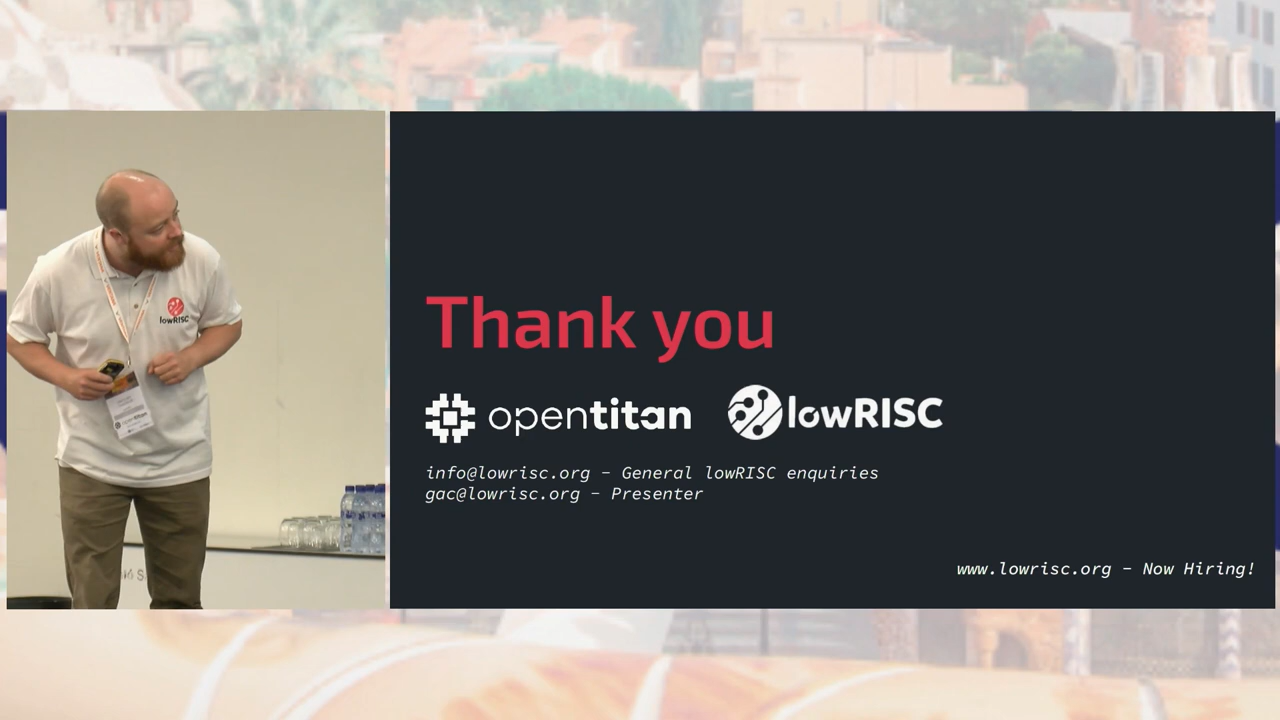 lowRISC
opentitan
Thank you
opentitan lowRISC
info@lowrisc.org – General lowRISC enquiries
gac@lowrisc.org – Presenter
www.lowrisc.org – Now Hiring!